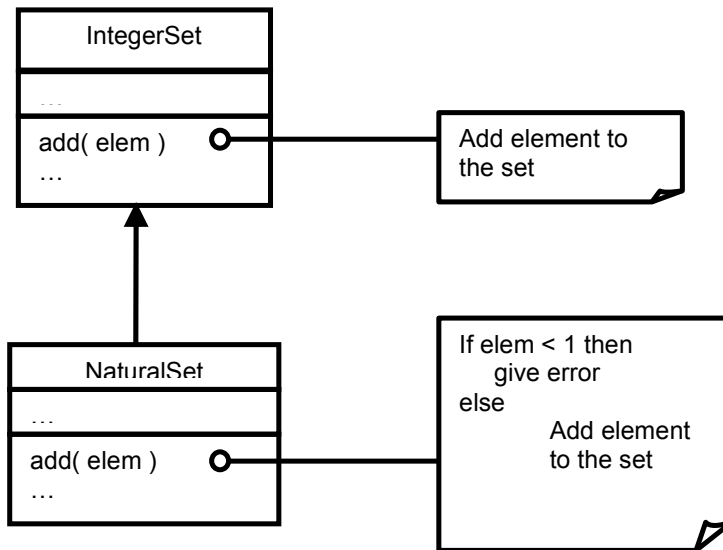 IntegerSet
…
add( elem )
…
Add element to
the set
NaturalSet
…
add( elem )
…
If elem < 1 then
give error
else
Add element
to the set